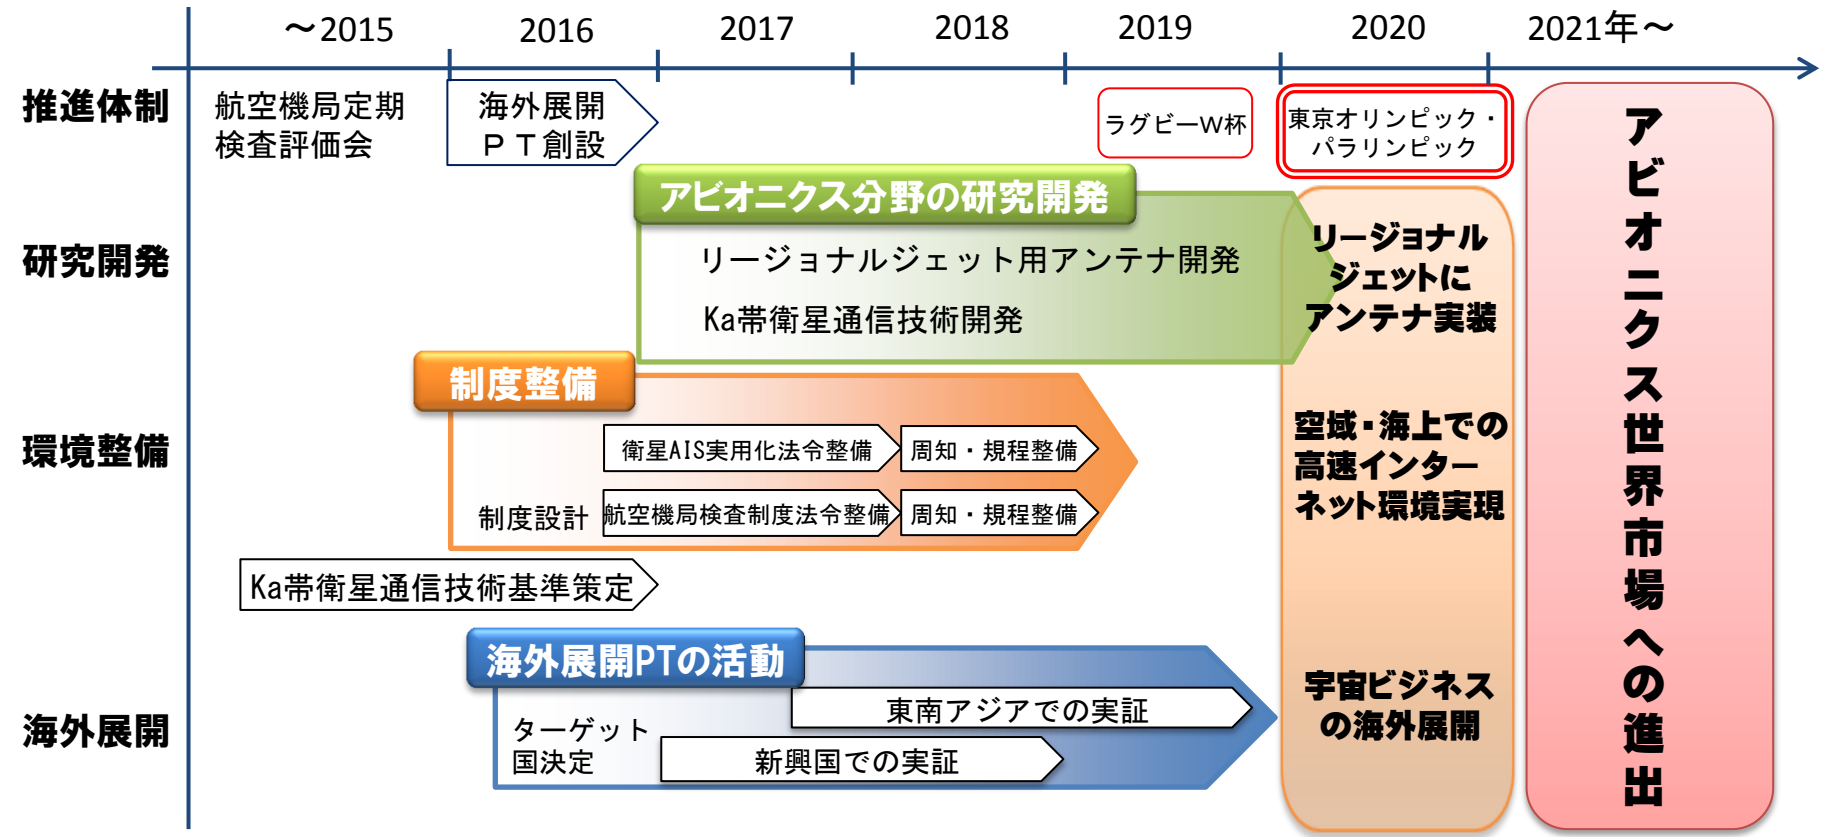 ～2015
2016
2017
2018
2019
2020
2021年～
推進体制
航空機局定期
検査評価会
海外展開
ＰＴ創設
ラグビーW杯
東京オリンピック・
パラリンピック
研究開発
アビオニクス分野の研究開発
リージョナルジェット用アンテナ開発
Ka帯衛星通信技術開発
リージョナル
ジェットに
アンテナ実装
環境整備
制度整備
衛星AIS実用化法令整備
周知・規程整備
制度設計
航空機局検査制度法令整備
周知・規程整備
Ka帯衛星通信技術基準策定
空域・海上での
高速インター
ネット環境実現
海外展開
海外展開PTの活動
ターゲット
国決定
東南アジアでの実証
新興国での実証
宇宙ビジネス
の海外展開
アビオニクス世界市場への進出